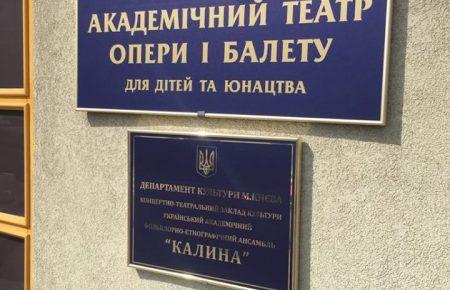 АКАДЕМІЧНИЙ ТЕАТР
ОПЕРИ І БАЛЕТУ
ДЛЯ ДІТЕЙ ТА ЮНАЦТВА
ДЕПАРТАМЕНТ КУЛЬТУРИ М.КИЄВА
КОНЦЕРТНО-ТЕАТРАЛЬНИЙ ЗАКЛАД КУЛЬТУРИ
УКРАЇНСЬКИЙ АКАДЕМІЧНИЙ
ФОЛЬКЛОРНО-ЕТНОГРАФІЧНИЙ АНСАМБЛЬ
"КАЛИНА"